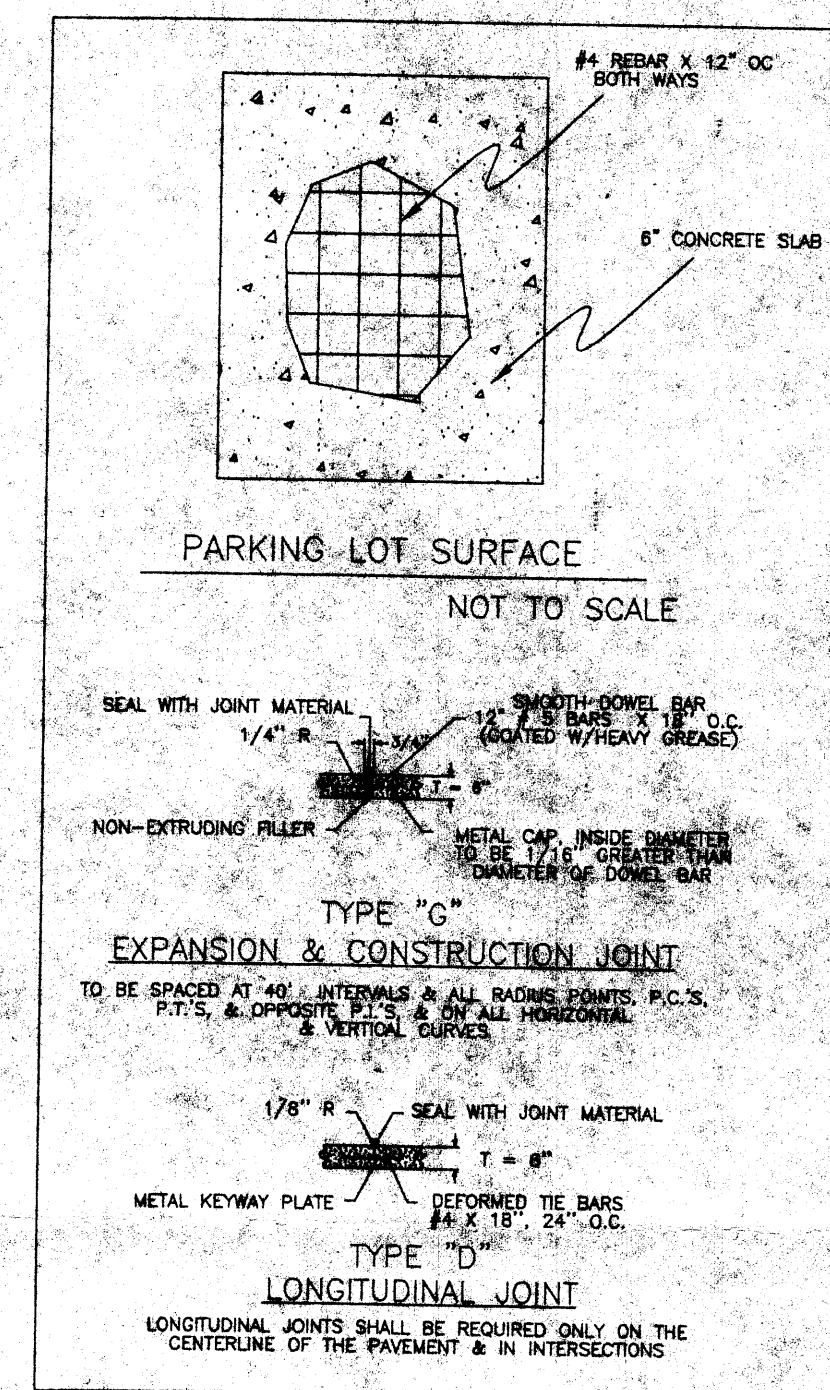 #4 REBAR X 12" OC
BOTH WAYS
6" CONCRETE SLAB
PARKING LOT SURFACE
NOT TO SCALE
SEAL WITH JOINT MATERIAL
1/4" R
3/4"
SMOOTH DOWEL BAR
12" # 5 BARS X 18" O.C.
(COATED W/HEAVY GREASE)
T = 6"
NON-EXTRUDING FILLER
METAL CAP, INSIDE DIAMETER
TO BE 1/16" GREATER THAN
DIAMETER OF DOWEL BAR
TYPE "G"
EXPANSION & CONSTRUCTION JOINT
TO BE SPACED AT 40' INTERVALS & ALL RADIUS POINTS, P.C.'S,
P.T.'S, & OPPOSITE P.I.'S, & ON ALL HORIZONTAL
& VERTICAL CURVES
1/8" R
SEAL WITH JOINT MATERIAL
T = 6"
METAL KEYWAY PLATE
DEFORMED TIE BARS
#4 X 18", 24" O.C.
TYPE "D"
LONGITUDINAL JOINT
LONGITUDINAL JOINTS SHALL BE REQUIRED ONLY ON THE
CENTERLINE OF THE PAVEMENT & IN INTERSECTIONS